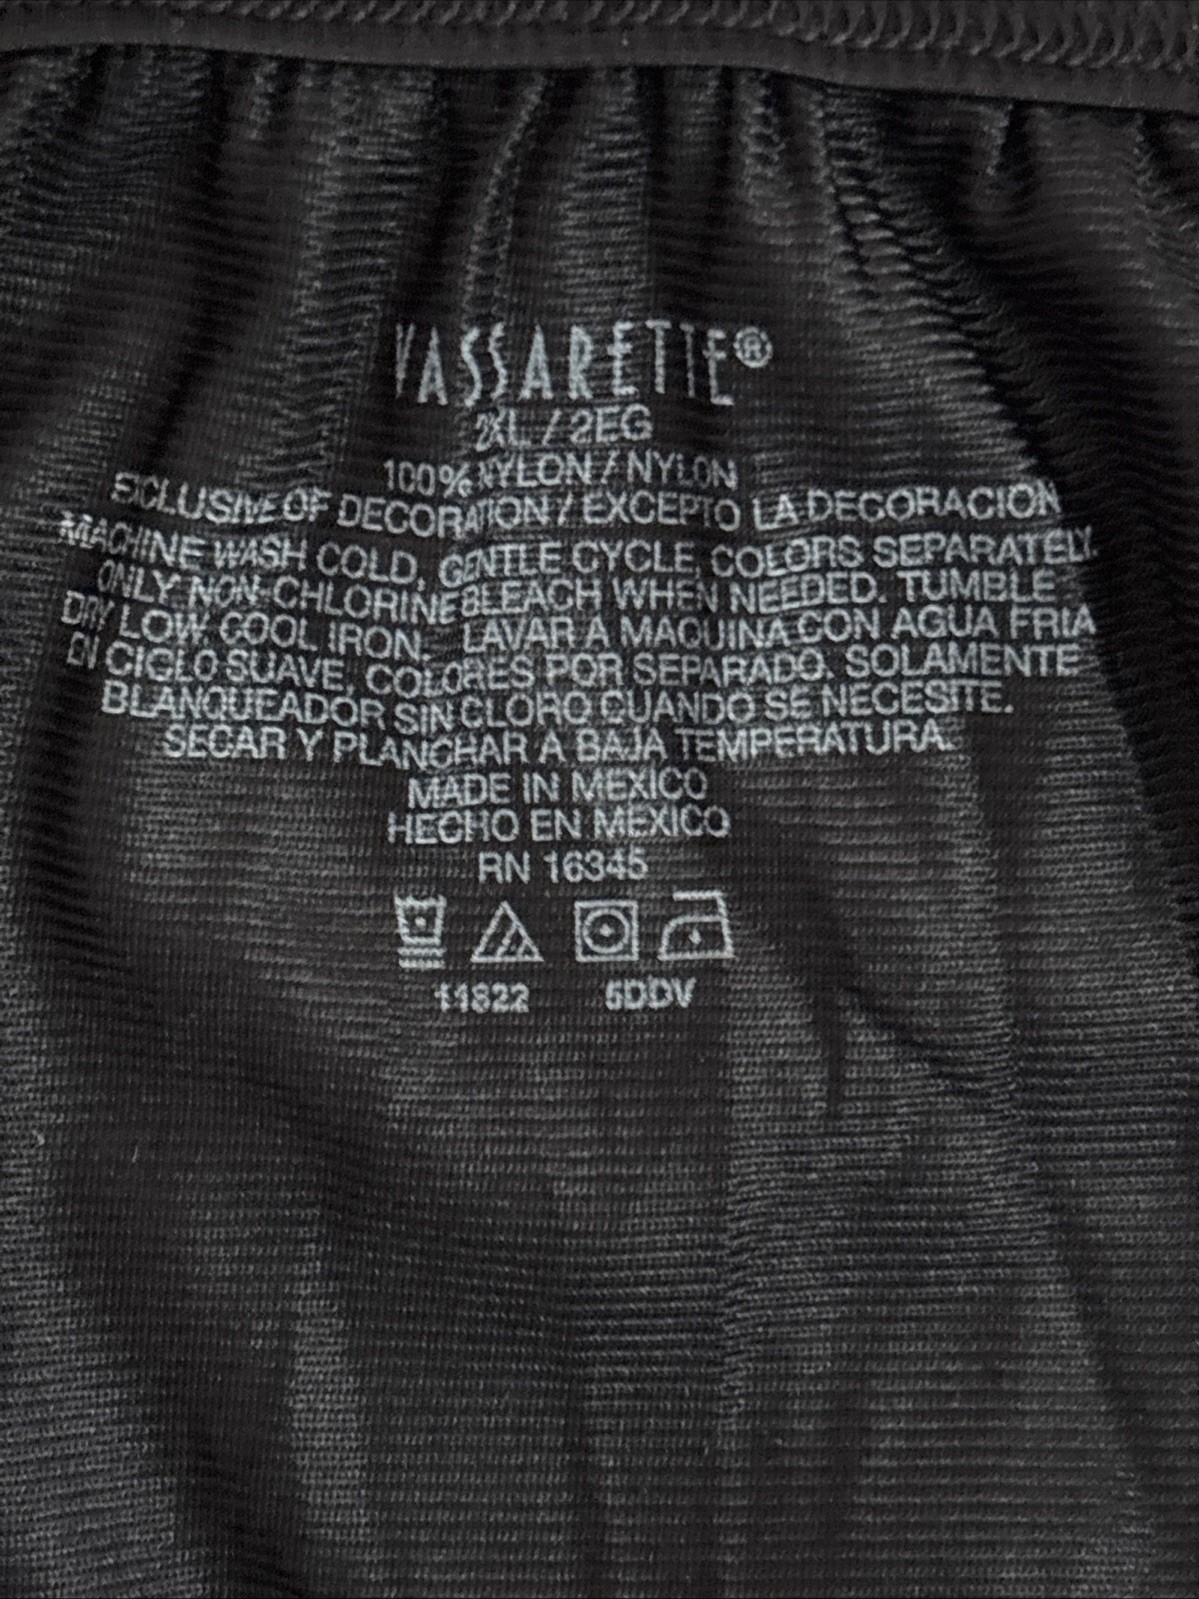 VASSARETTE®
2XL / 2EG
100% NYLON / NYLON
EXCLUSIVE OF DECORATION / EXCEPTO LA DECORACION
MACHINE WASH COLD, GENTLE CYCLE, COLORS SEPARATELY.
ONLY NON-CHLORINE BLEACH WHEN NEEDED. TUMBLE
DRY LOW. COOL IRON. LAVAR A MAQUINA CON AGUA FRIA
EN CICLO SUAVE, COLORES POR SEPARADO. SOLAMENTE
BLANQUEADOR SIN CLORO CUANDO SE NECESITE.
SECAR Y PLANCHAR A BAJA TEMPERATURA.
MADE IN MEXICO
HECHO EN MEXICO
RN 16345
11822 5DDV